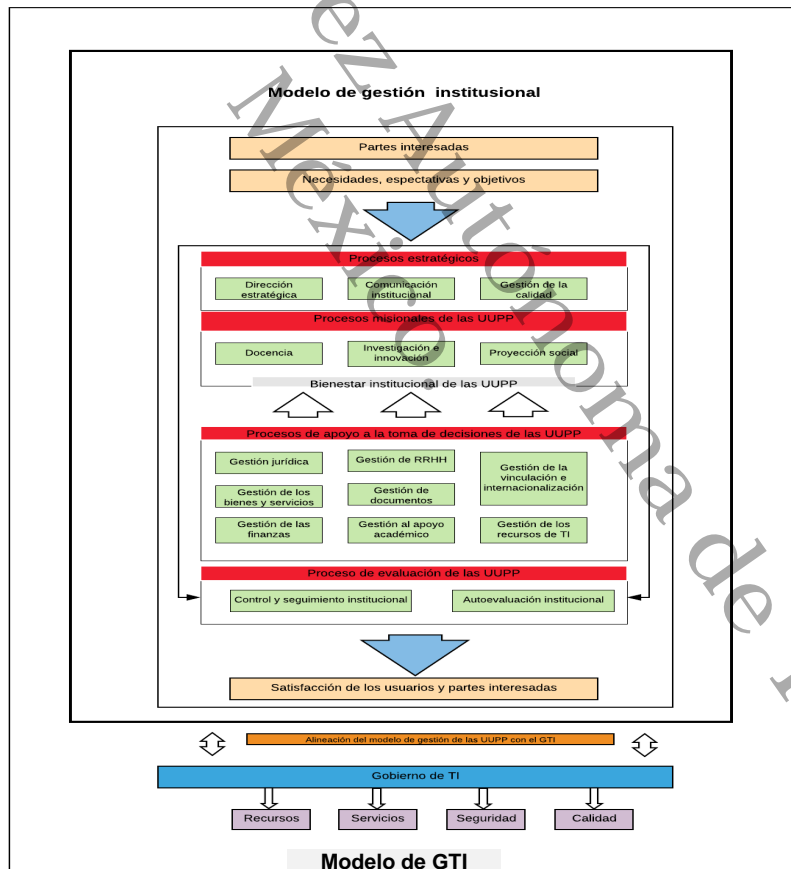 Modelo de gestión institusional
Partes interesadas
Necesidades, espectativas y objetivos
Procesos estratégicos
Dirección
estratégica
Comunicación
institucional
Gestión de la
calidad
Procesos misionales de las UUPP
Docencia
Investigación e
innovación
Proyección social
Bienestar institucional de las UUPP
Procesos de apoyo a la toma de decisiones de las UUPP
Gestión jurídica
Gestión de RRHH
Gestión de la
vinculación e
internacionalización
Gestión de los
bienes y servicios
Gestión de
documentos
Gestión de las
finanzas
Gestión al apoyo
académico
Gestión de los
recursos de TI
Proceso de evaluación de las UUPP
Control y seguimiento institucional
Autoevaluación institucional
Satisfacción de los usuarios y partes interesadas
Alineación del modelo de gestión de las UUPP con el GTI
Gobierno de TI
Recursos
Servicios
Seguridad
Calidad
Modelo de GTI
ez Autónoma de
México.